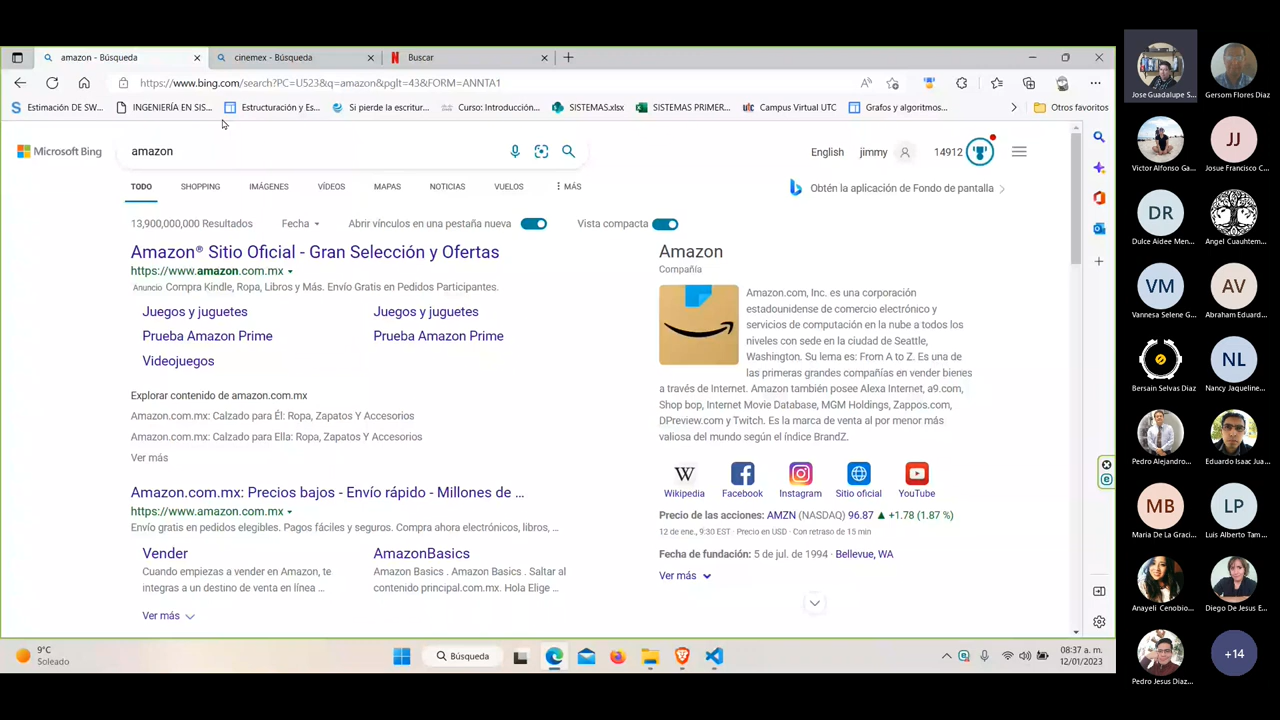 amazon - Búsqueda
cinemex - Búsqueda
Buscar
https://www.bing.com/search?PC=U523&q=amazon&pglt=43&FORM=ANNTA1
Estimación DE SW...
INGENIERÍA EN SIS...
Estructuración y Es...
Si pierde la escritur...
Curso: Introducción...
SISTEMAS.xlsx
SISTEMAS PRIMER...
Campus Virtual UTC
Grafos y algoritmos...
Otros favoritos
Microsoft Bing
amazon
English
jimmy
14912
TODO
SHOPPING
IMÁGENES
VÍDEOS
MAPAS
NOTICIAS
VUELOS
MÁS
Obtén la aplicación de Fondo de pantalla
13,900,000,000 Resultados
Fecha
Abrir vínculos en una pestaña nueva
Vista compacta
Amazon® Sitio Oficial - Gran Selección y Ofertas
https://www.amazon.com.mx
Anuncio Compra Kindle, Ropa, Libros y Más. Envío Gratis en Pedidos Participantes.
Juegos y juguetes
Juegos y juguetes
Prueba Amazon Prime
Prueba Amazon Prime
Videojuegos
Explorar contenido de amazon.com.mx
Amazon.com.mx: Calzado para Él: Ropa, Zapatos Y Accesorios
Amazon.com.mx: Calzado para Ella: Ropa, Zapatos Y Accesorios
Ver más
Amazon.com.mx: Precios bajos - Envío rápido - Millones de ...
https://www.amazon.com.mx
Envío gratis en pedidos elegibles. Pagos fáciles y seguros. Compra ahora electrónicos, libros, ...
Vender
Cuando empiezas a vender en Amazon, te
integras a un destino de venta en línea ...
AmazonBasics
Amazon Basics . Amazon Basics . Saltar al
contenido principal.com.mx. Hola Elige ...
Ver más
Amazon
Compañía
Amazon.com, Inc. es una corporación
estadounidense de comercio electrónico y
servicios de computación en la nube a todos los
niveles con sede en la ciudad de Seattle,
Washington. Su lema es: From A to Z. Es una de
las primeras grandes compañías en vender bienes
a través de Internet. Amazon también posee Alexa Internet, a9.com,
Shop bop, Internet Movie Database, MGM Holdings, Zappos.com,
DPreview.com y Twitch. Es la marca de venta al por menor más
valiosa del mundo según el índice BrandZ.
W
Wikipedia
Facebook
Instagram
Sitio oficial
YouTube
Precio de las acciones: AMZN (NASDAQ) 96.87 ▲ +1.78 (1.87 %)
12 de ene., 9:30 EST · Precio en USD · Con retraso de 15 min
Fecha de fundación: 5 de jul. de 1994 · Bellevue, WA
Ver más
9°C
Soleado
Búsqueda
08:37 a. m.
12/01/2023
Jose Guadalupe S...
Gersom Flores Diaz
Victor Alfonso Ga...
JJ
Josue Francisco C...
DR
Dulce Aidee Men...
Angel Cuauhtem...
VM
Vannesa Selene G...
AV
Abraham Eduard...
Bersain Selvas Diaz
NL
Nancy Jaqueline...
Pedro Alejandro...
Eduardo Isaac Jua...
MB
Maria De La Graci...
LP
Luis Alberto Tam...
Anayeli Cenobio...
Diego De Jesus E...
Pedro Jesus Diaz...
+14